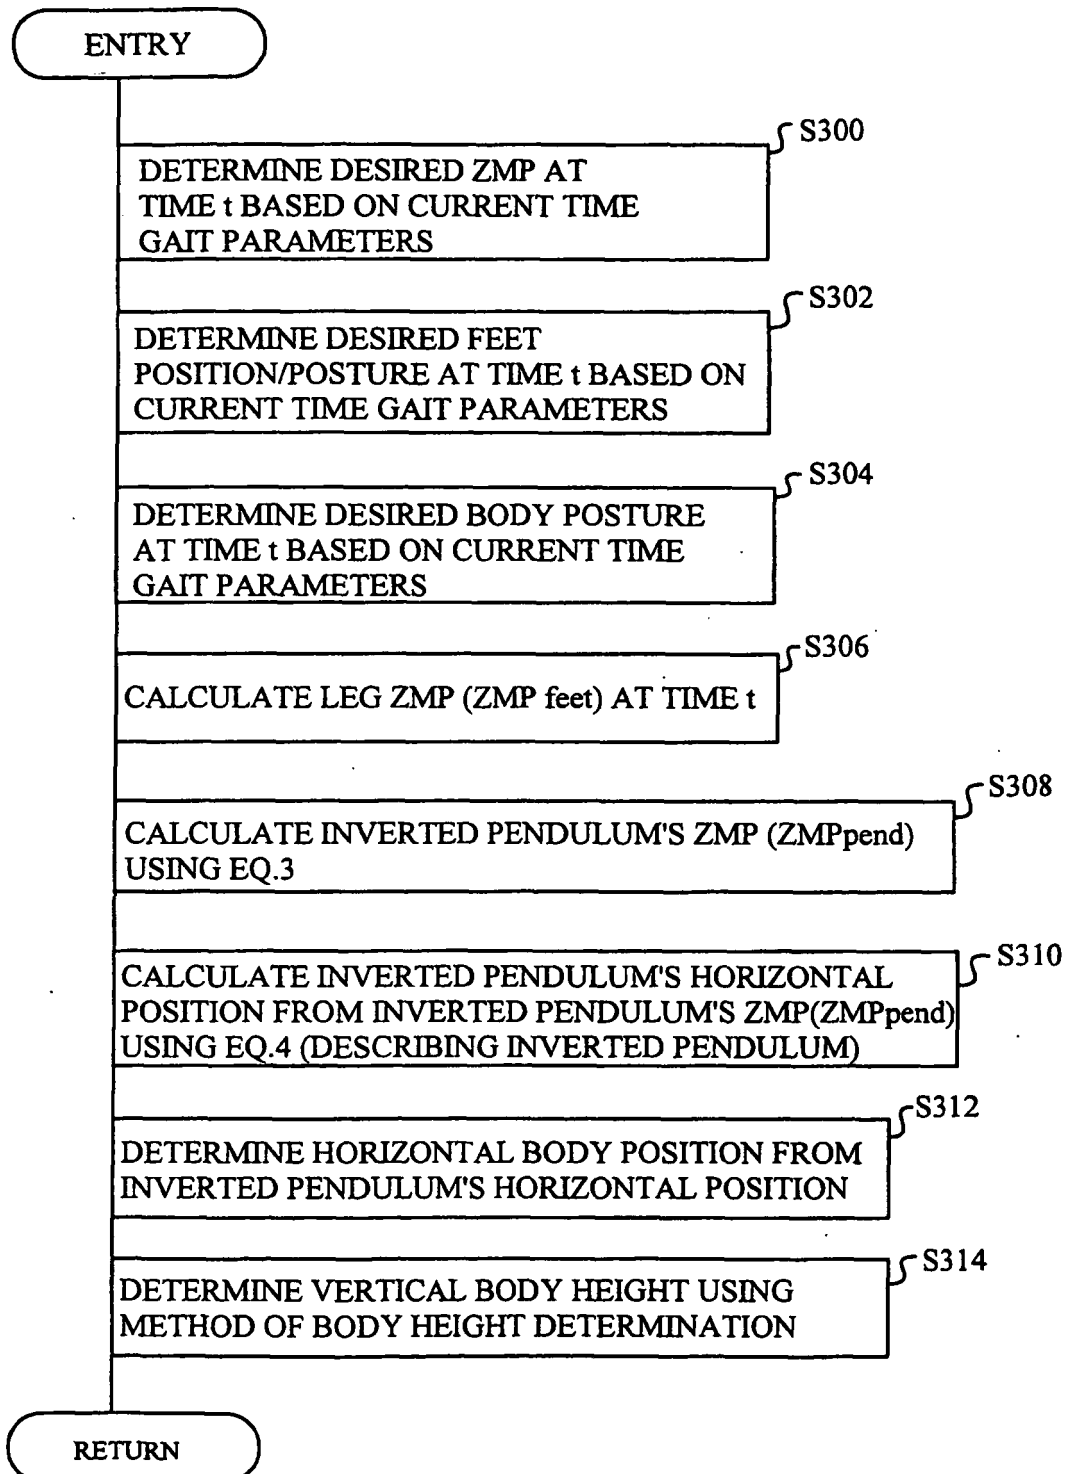 ENTRY
S300
DETERMINE DESIRED ZMP AT
TIME t BASED ON CURRENT TIME
GAIT PARAMETERS
S302
DETERMINE DESIRED FEET
POSITION/POSTURE AT TIME t BASED ON
CURRENT TIME GAIT PARAMETERS
S304
DETERMINE DESIRED BODY POSTURE
AT TIME t BASED ON CURRENT TIME
GAIT PARAMETERS
S306
CALCULATE LEG ZMP (ZMP feet) AT TIME t
S308
CALCULATE INVERTED PENDULUM'S ZMP (ZMPpend)
USING EQ.3
S310
CALCULATE INVERTED PENDULUM'S HORIZONTAL
POSITION FROM INVERTED PENDULUM'S ZMP(ZMPpend)
USING EQ.4 (DESCRIBING INVERTED PENDULUM)
S312
DETERMINE HORIZONTAL BODY POSITION FROM
INVERTED PENDULUM'S HORIZONTAL POSITION
S314
DETERMINE VERTICAL BODY HEIGHT USING
METHOD OF BODY HEIGHT DETERMINATION
RETURN